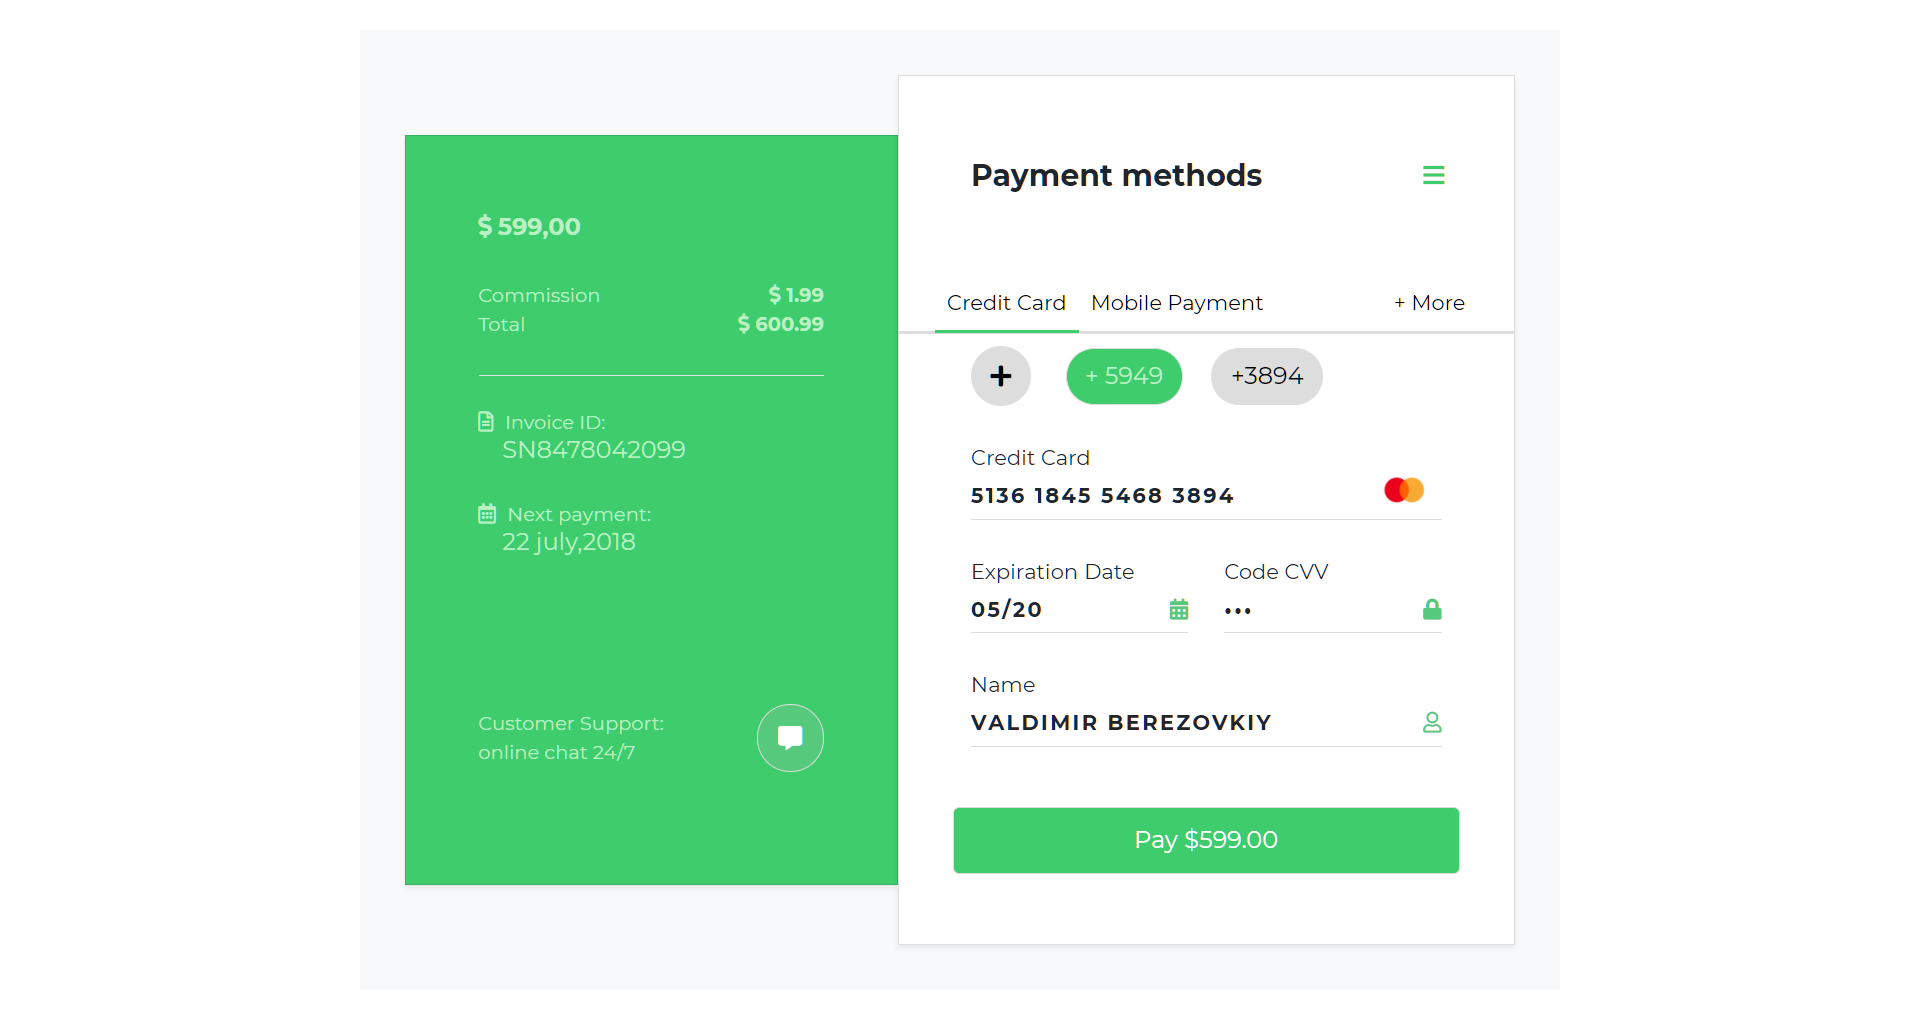 $ 599,00
Commission $ 1.99
Total $ 600.99
Invoice ID:
SN8478042099
Next payment:
22 july,2018
Customer Support:
online chat 24/7
Payment methods
Credit Card Mobile Payment + More
+ + 5949 +3894
Credit Card
5136 1845 5468 3894
Expiration Date Code CVV
05/20 •••
Name
VALDIMIR BEREZOVKIY
Pay $599.00